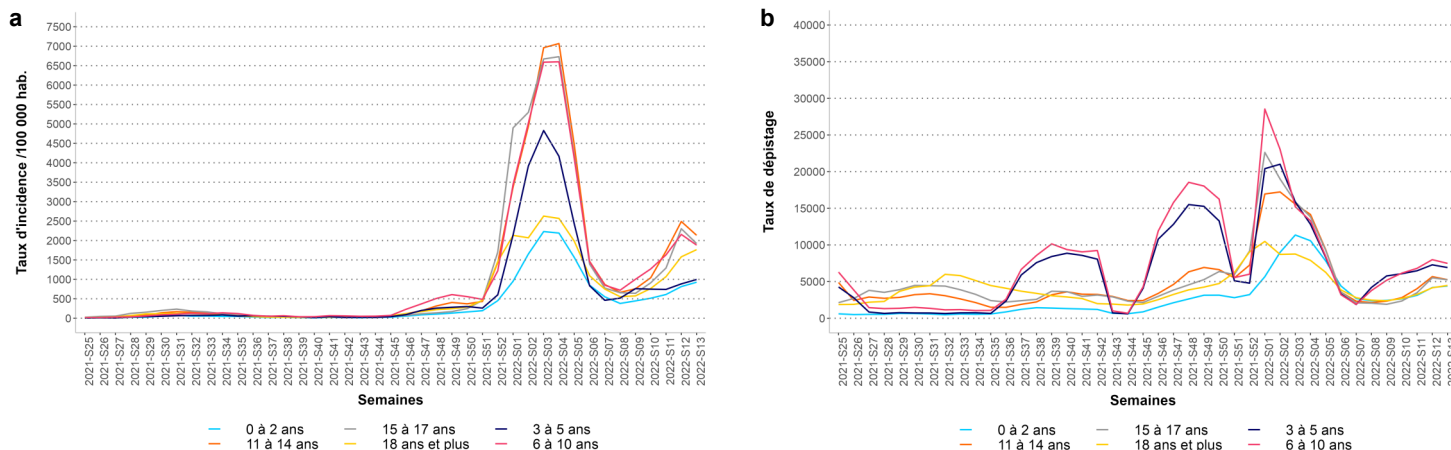 a
Taux d'incidence /100 000 hab.
7500
7000
6500
6000
5500
5000
4500
4000
3500
3000
2500
2000
1500
1000
500
0
2021-S25
2021-S26
2021-S27
2021-S28
2021-S29
2021-S30
2021-S31
2021-S32
2021-S33
2021-S34
2021-S35
2021-S36
2021-S37
2021-S38
2021-S39
2021-S40
2021-S41
2021-S42
2021-S43
2021-S44
2021-S45
2021-S46
2021-S47
2021-S48
2021-S49
2021-S50
2021-S51
2021-S52
2022-S01
2022-S02
2022-S03
2022-S04
2022-S05
2022-S06
2022-S07
2022-S08
2022-S09
2022-S10
2022-S11
2022-S12
2022-S13
Semaines
0 à 2 ans
15 à 17 ans
3 à 5 ans
11 à 14 ans
18 ans et plus
6 à 10 ans
b
Taux de dépistage
40000
35000
30000
25000
20000
15000
10000
5000
0
2021-S25
2021-S26
2021-S27
2021-S28
2021-S29
2021-S30
2021-S31
2021-S32
2021-S33
2021-S34
2021-S35
2021-S36
2021-S37
2021-S38
2021-S39
2021-S40
2021-S41
2021-S42
2021-S43
2021-S44
2021-S45
2021-S46
2021-S47
2021-S48
2021-S49
2021-S50
2021-S51
2021-S52
2022-S01
2022-S02
2022-S03
2022-S04
2022-S05
2022-S06
2022-S07
2022-S08
2022-S09
2022-S10
2022-S11
2022-S12
Semaines
0 à 2 ans
15 à 17 ans
3 à 5 ans
11 à 14 ans
18 ans et plus
6 à 10 ans